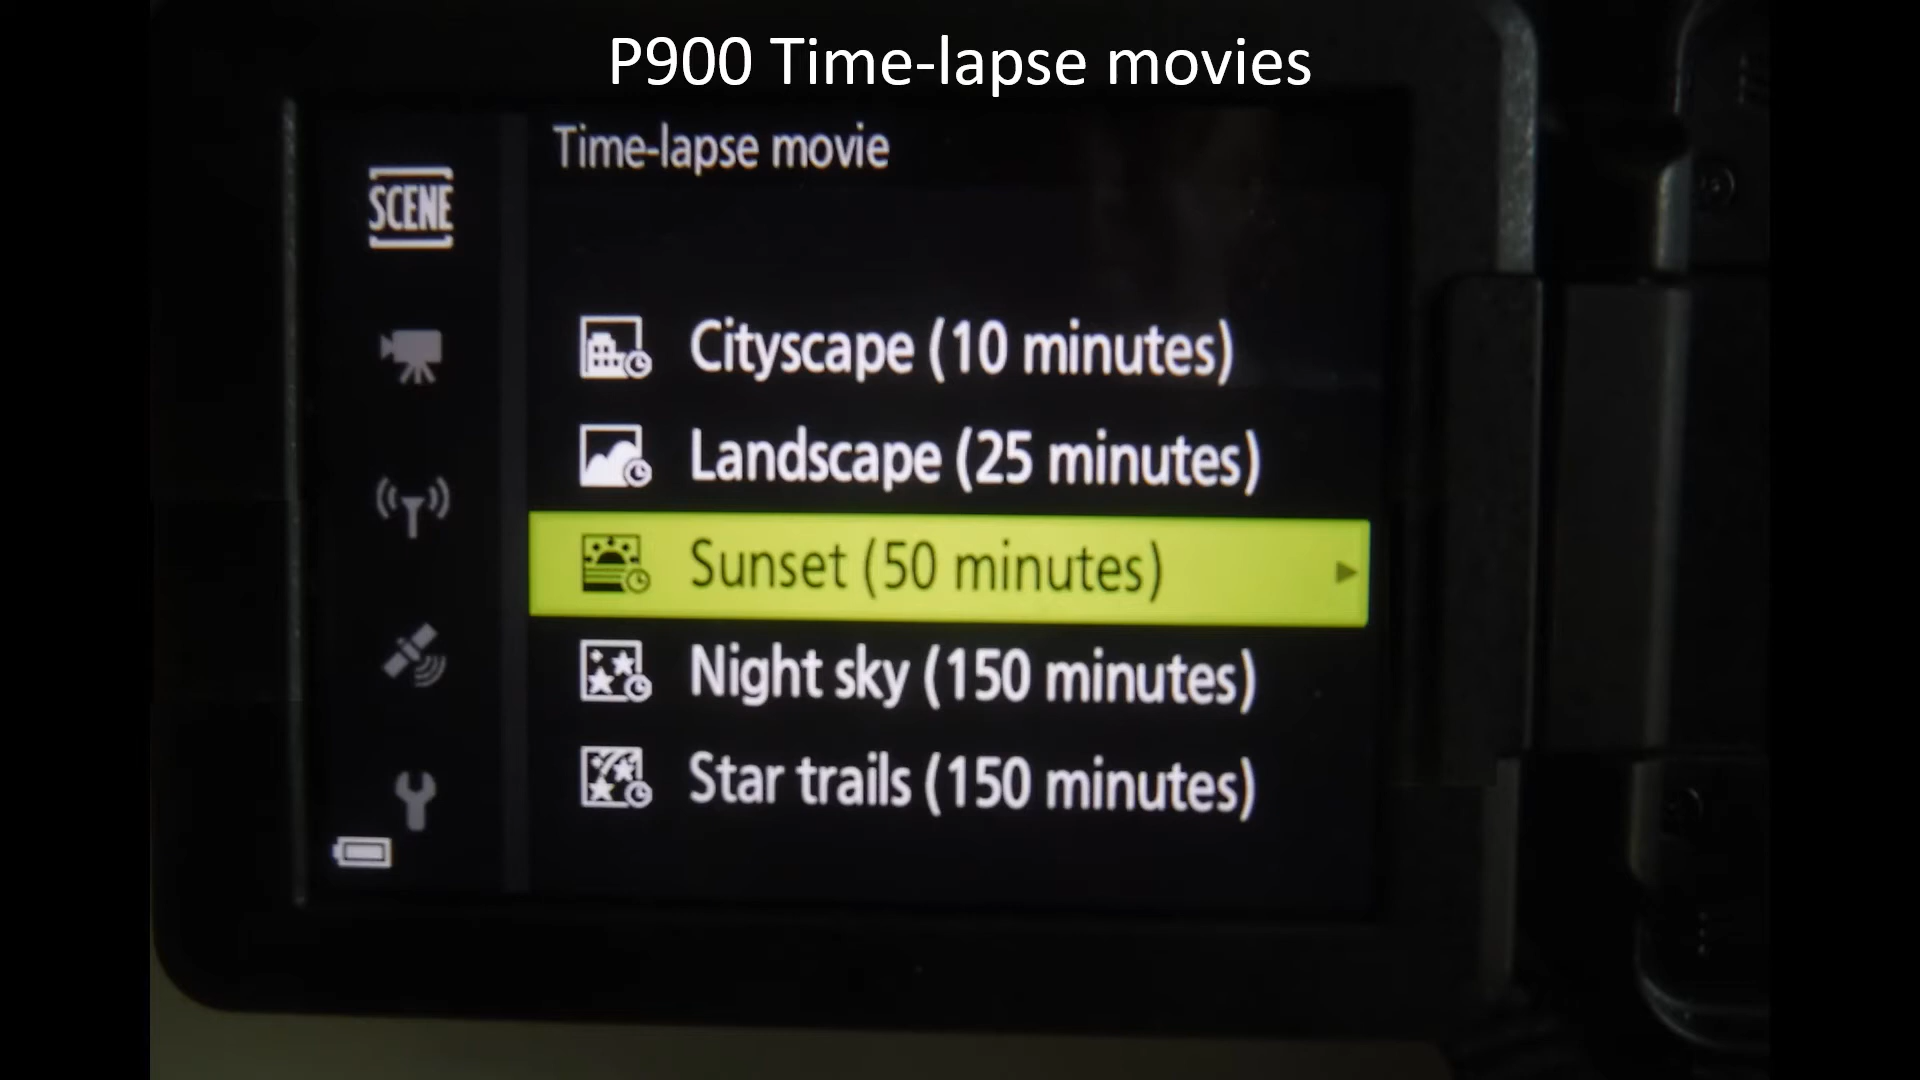 P900 Time-lapse movies
Time-lapse movie
SCENE
Cityscape (10 minutes)
Landscape (25 minutes)
Sunset (50 minutes)
Night sky (150 minutes)
Star trails (150 minutes)